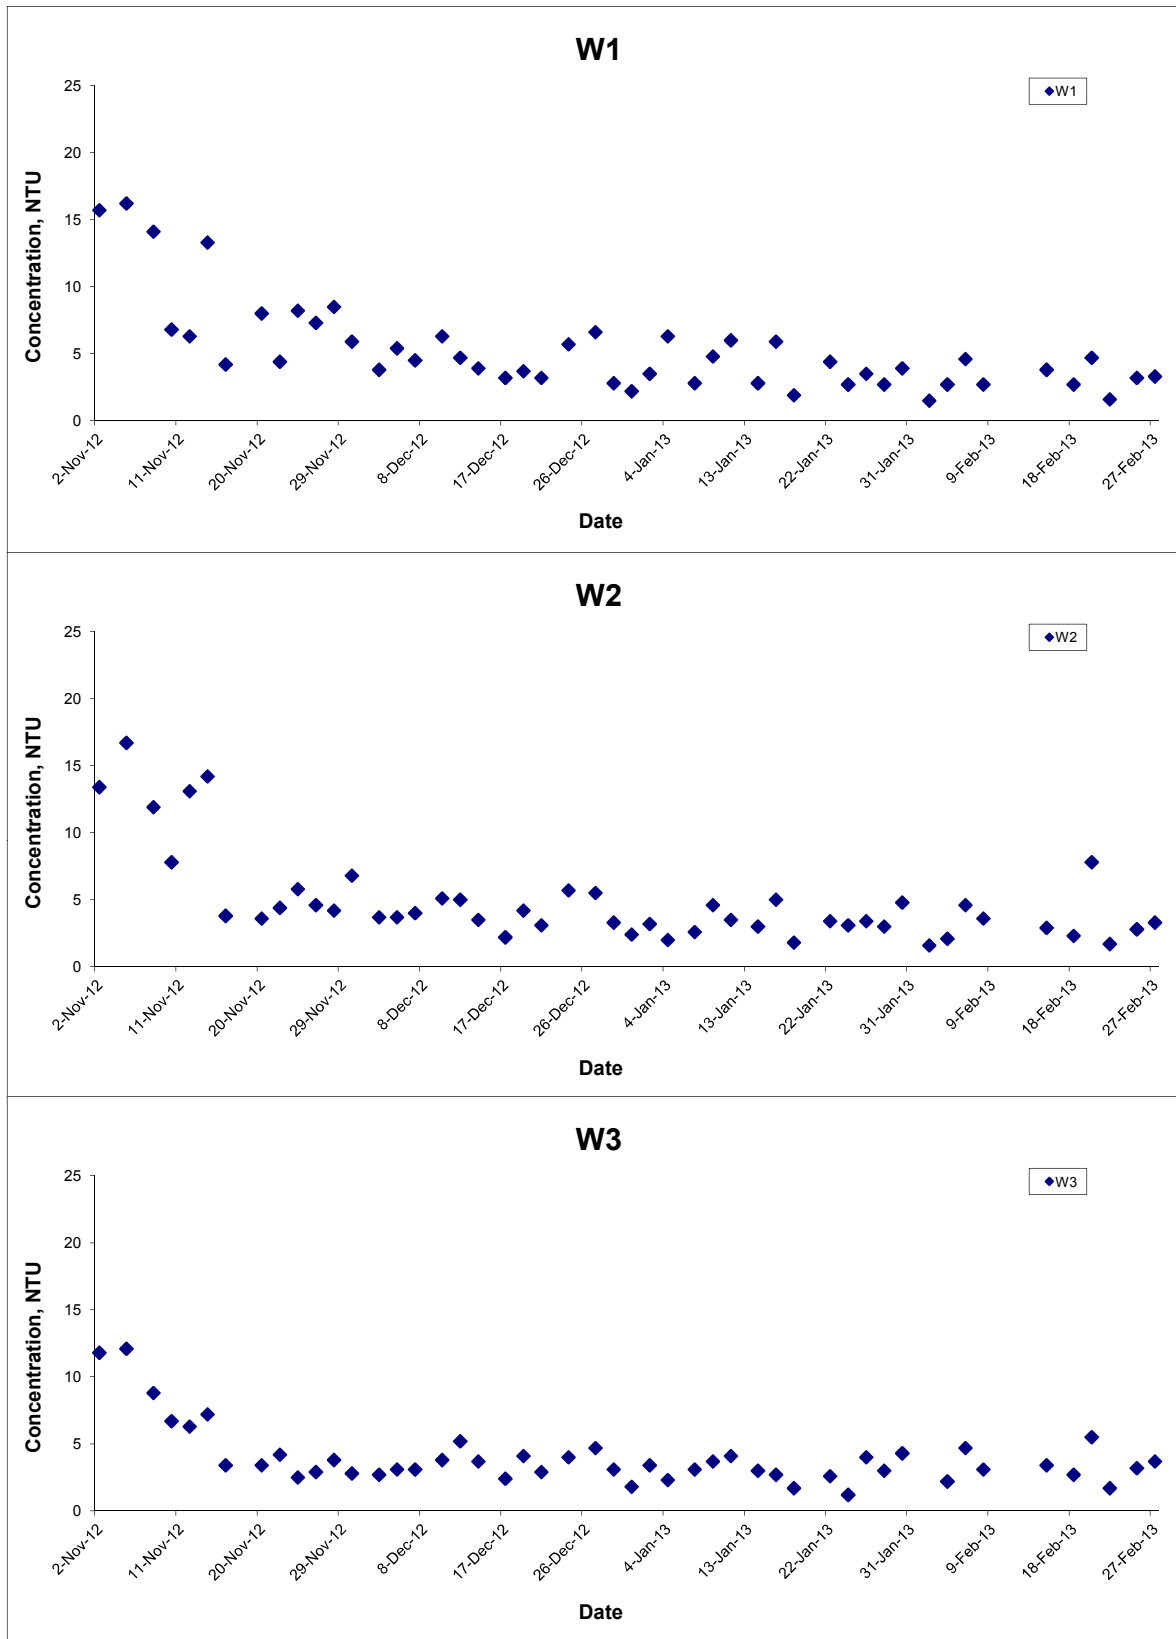 W1
W1
25
20
15
10
5
0
Concentration, NTU
2-Nov-12
11-Nov-12
20-Nov-12
29-Nov-12
8-Dec-12
17-Dec-12
26-Dec-12
4-Jan-13
13-Jan-13
22-Jan-13
31-Jan-13
9-Feb-13
18-Feb-13
27-Feb-13
Date
W2
W2
25
20
15
10
5
0
Concentration, NTU
2-Nov-12
11-Nov-12
20-Nov-12
29-Nov-12
8-Dec-12
17-Dec-12
26-Dec-12
4-Jan-13
13-Jan-13
22-Jan-13
31-Jan-13
9-Feb-13
18-Feb-13
27-Feb-13
Date
W3
W3
25
20
15
10
5
0
Concentration, NTU
2-Nov-12
11-Nov-12
20-Nov-12
29-Nov-12
8-Dec-12
17-Dec-12
26-Dec-12
4-Jan-13
13-Jan-13
22-Jan-13
31-Jan-13
9-Feb-13
18-Feb-13
27-Feb-13
Date